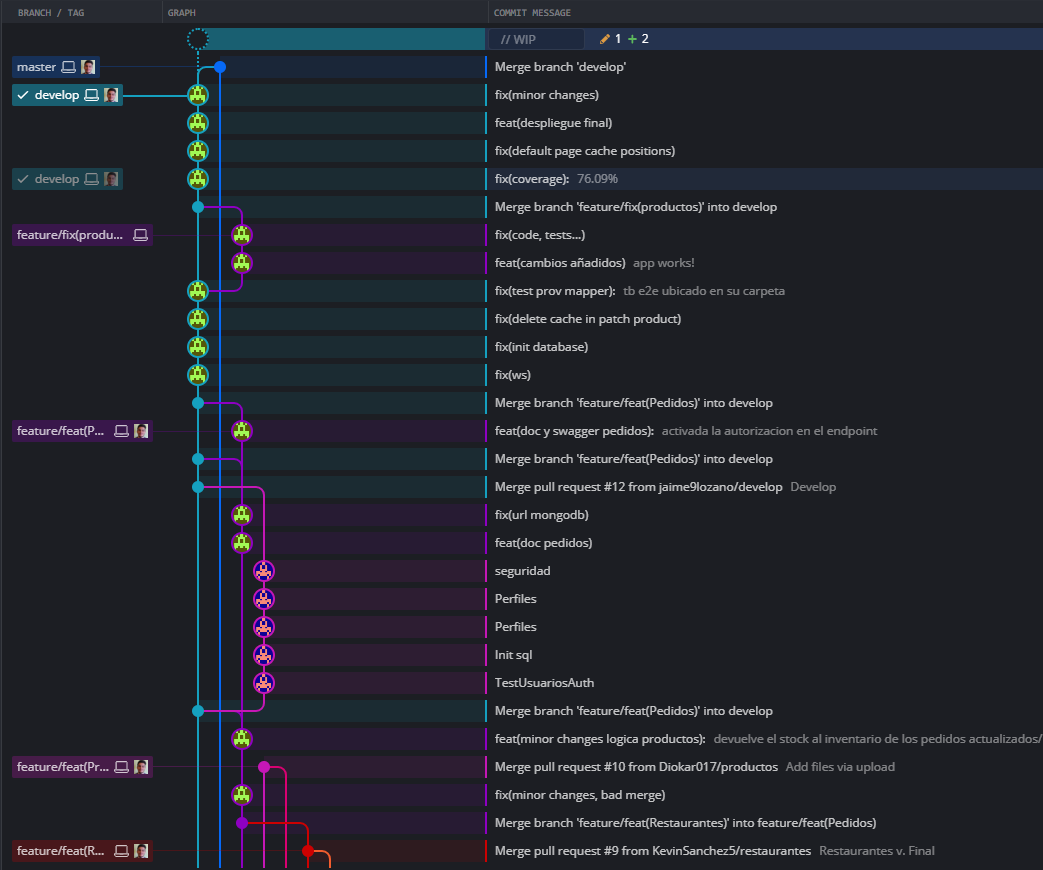 BRANCH / TAG GRAPH COMMIT MESSAGE
// WIP 1 + 2
master Merge branch 'develop'
develop fix(minor changes)
feat(despliegue final)
fix(default page cache positions)
develop fix(coverage): 76.09%
Merge branch 'feature/fix(productos)' into develop
feature/fix(produ... fix(code, tests...)
feat(cambios añadidos) app works!
fix(test prov mapper): tb e2e ubicado en su carpeta
fix(delete cache in patch product)
fix(init database)
fix(ws)
Merge branch 'feature/feat(Pedidos)' into develop
feature/feat(P... feat(doc y swagger pedidos): activada la autorizacion en el endpoint
Merge branch 'feature/feat(Pedidos)' into develop
Merge pull request #12 from jaime9lozano/develop Develop
fix(url mongodb)
feat(doc pedidos)
seguridad
Perfiles
Perfiles
Init sql
TestUsuariosAuth
Merge branch 'feature/feat(Pedidos)' into develop
feat(minor changes logica productos): devuelve el stock al inventario de los pedidos actualizados/
feature/feat(Pr... Merge pull request #10 from Diokar017/productos Add files via upload
fix(minor changes, bad merge)
Merge branch 'feature/feat(Restaurantes)' into feature/feat(Pedidos)
feature/feat(R... Merge pull request #9 from KevinSanchez5/restaurantes Restaurantes v. Final